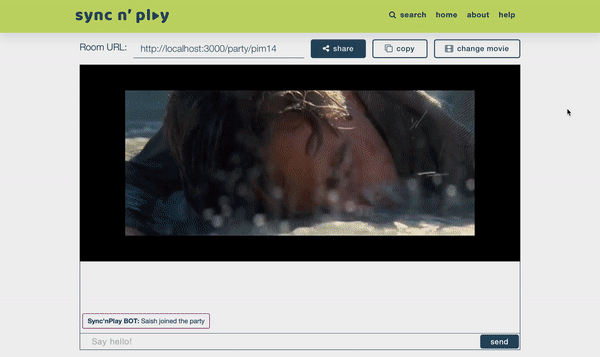 sync n' play
search home about help
Room URL: http://localhost:3000/party/pim14 share copy change movie
Sync'nPlay BOT: Saish joined the party
Say hello! send